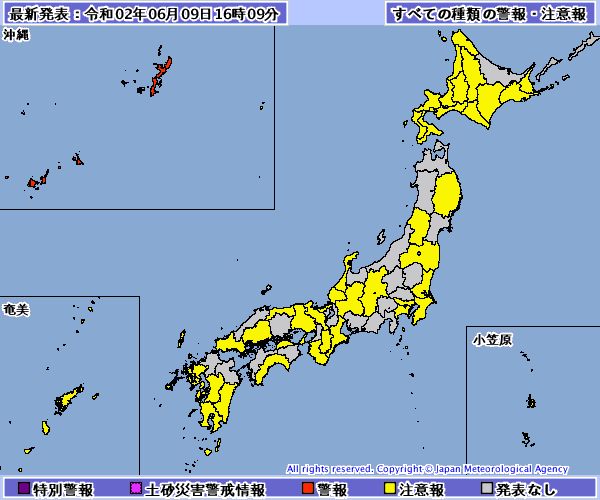 最新発表：令和02年06月09日16時09分
すべての種類の警報・注意報
沖縄
奄美
小笠原
All rights reserved. Copyright © Japan Meteorological Agency
特別警報 土砂災害警戒情報 警報 注意報 発表なし